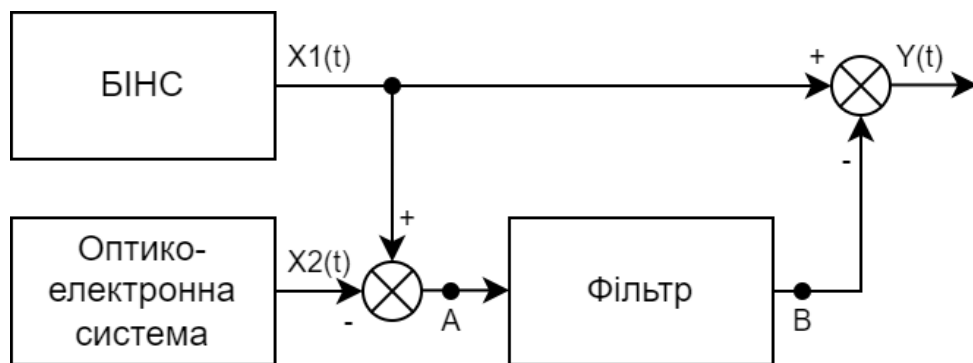 БІНС
X1(t)
+
Y(t)
-
+
Оптико-
електронна
система
X2(t)
-
A
Фільтр
B